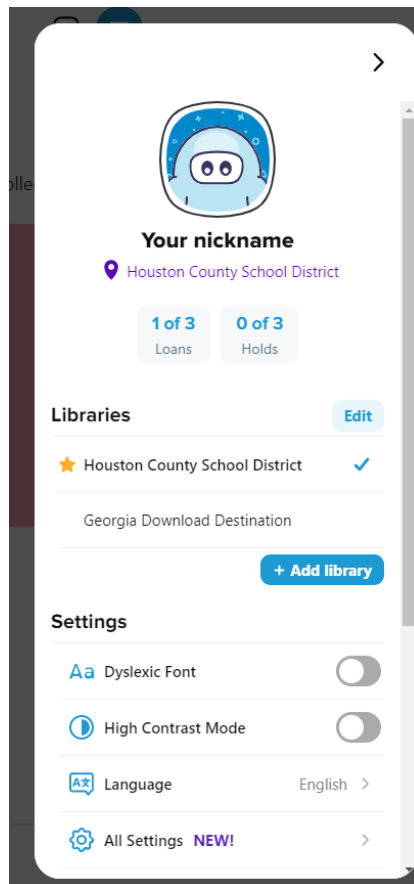 Your nickname
Houston County School District
1 of 3 0 of 3
Loans Holds
Libraries Edit
Houston County School District
Georgia Download Destination
+ Add library
Settings
Aa Dyslexic Font
High Contrast Mode
Language English
All Settings NEW!